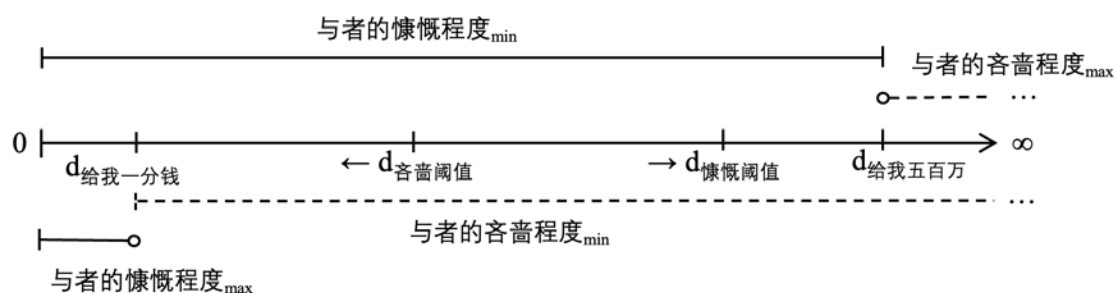 与者的慷慨程度min
与者的吝啬程度max
…
0 ∞
d给我一分钱 ← d吝啬阈值 → d慷慨阈值 d给我五百万
…
与者的吝啬程度min
与者的慷慨程度max